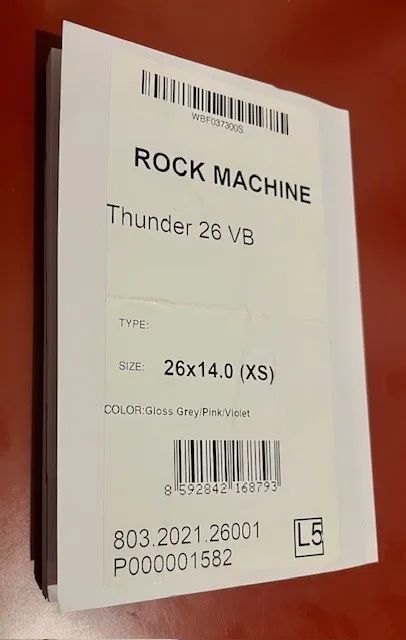 WBF037300S
ROCK MACHINE
Thunder 26 VB
TYPE:
SIZE: 26x14.0 (XS)
COLOR:Gloss Grey/Pink/Violet
8 592842 168793
803.2021.26001
P000001582
L5